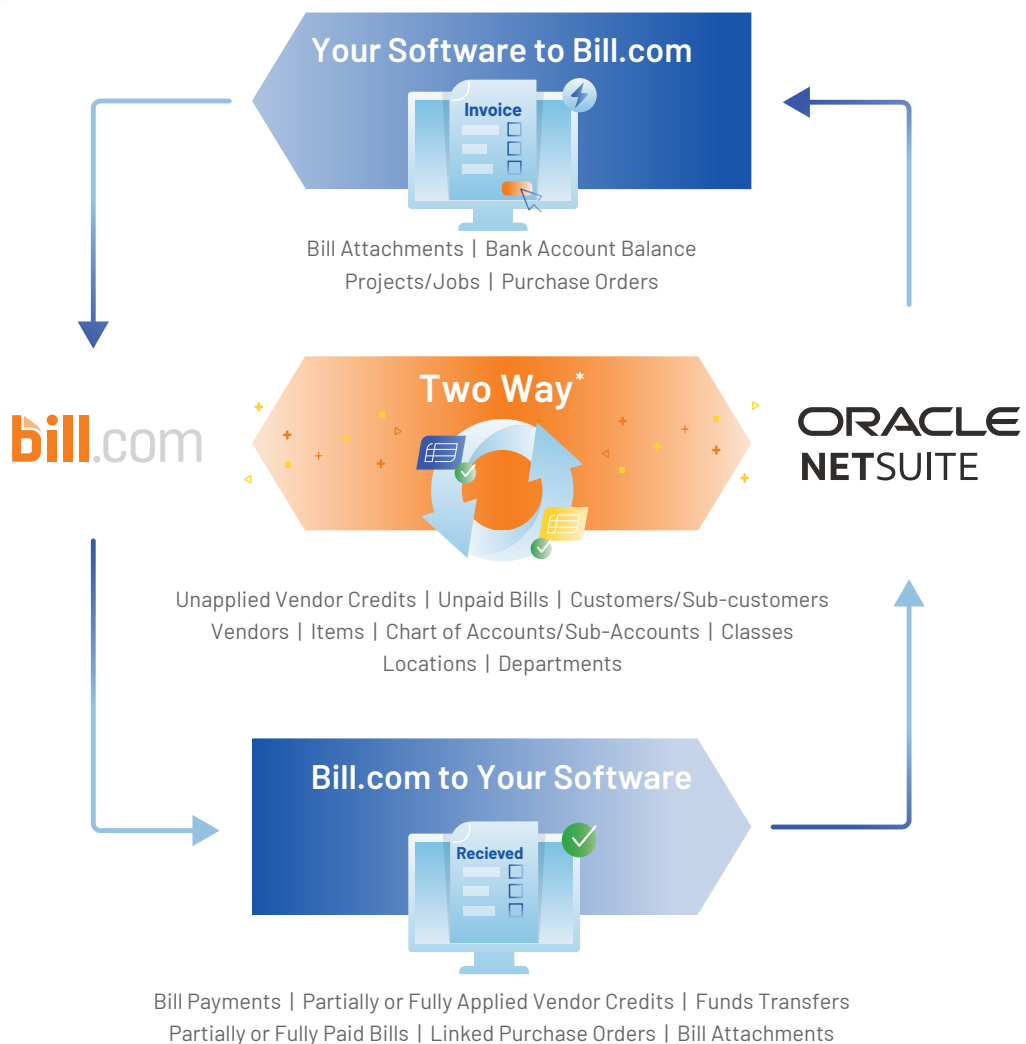 Your Software to Bill.com
Invoice
Bill Attachments | Bank Account Balance
Projects/Jobs | Purchase Orders
bill.com
Two Way*
ORACLE
NETSUITE
Unapplied Vendor Credits | Unpaid Bills | Customers/Sub-customers
Vendors | Items | Chart of Accounts/Sub-Accounts | Classes
Locations | Departments
Bill.com to Your Software
Recieved
Bill Payments | Partially or Fully Applied Vendor Credits | Funds Transfers
Partially or Fully Paid Bills | Linked Purchase Orders | Bill Attachments